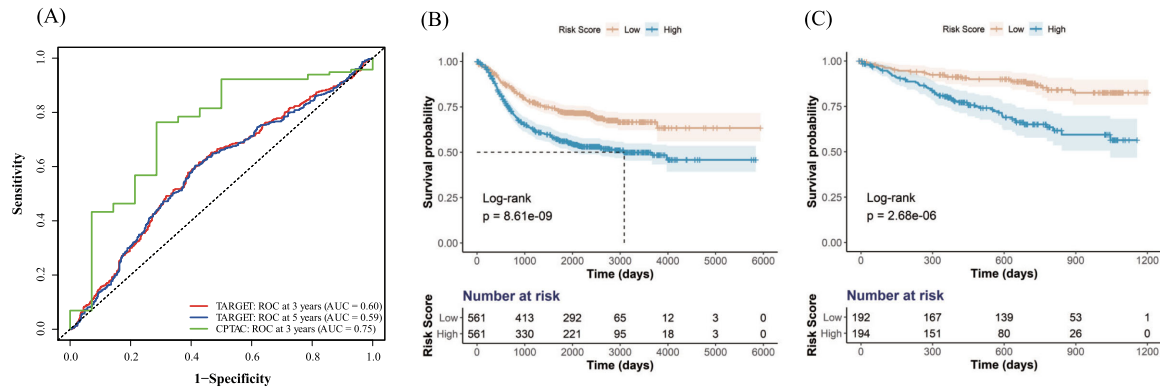 (A)
1.0
0.8
0.6
0.4
0.2
0.0
Sensitivity
TARGET: ROC at 3 years (AUC = 0.60)
TARGET: ROC at 5 years (AUC = 0.59)
CPTAC: ROC at 3 years (AUC = 0.75)
0.0 0.2 0.4 0.6 0.8 1.0
1−Specificity
(B)
Risk Score Low High
1.00
0.75
0.50
0.25
0.00
Survival probability
Log-rank
p = 8.61e-09
0 1000 2000 3000 4000 5000 6000
Time (days)
Number at risk
Risk Score
Low 561 413 292 65 12 3 0
High 561 330 221 95 18 3 0
0 1000 2000 3000 4000 5000 6000
Time (days)
(C)
Risk Score Low High
1.00
0.75
0.50
0.25
0.00
Survival probability
Log-rank
p = 2.68e-06
0 300 600 900 1200
Time (days)
Number at risk
Risk Score
Low 192 167 139 53 1
High 194 151 80 26 0
0 300 600 900 1200
Time (days)